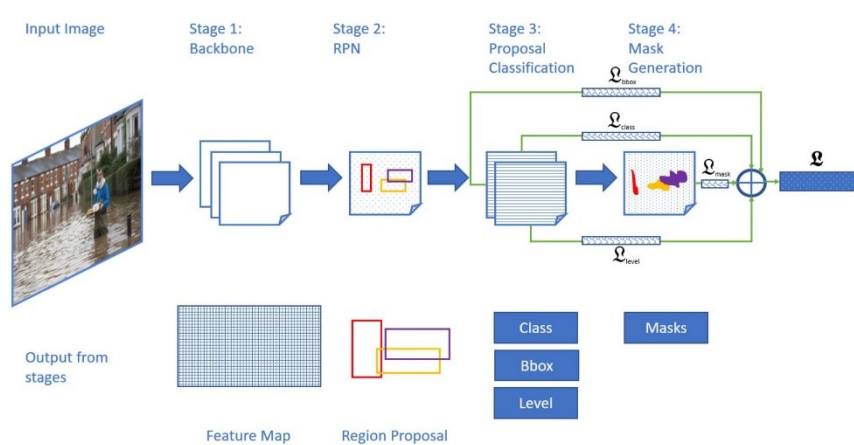 Input Image
Stage 1:
Backbone
Stage 2:
RPN
Stage 3:
Proposal
Classification
Stage 4:
Mask
Generation
𝕷bbox
𝕷class
𝕷mask
𝕷
𝕷level
Output from
stages
Class
Bbox
Level
Masks
Feature Map
Region Proposal